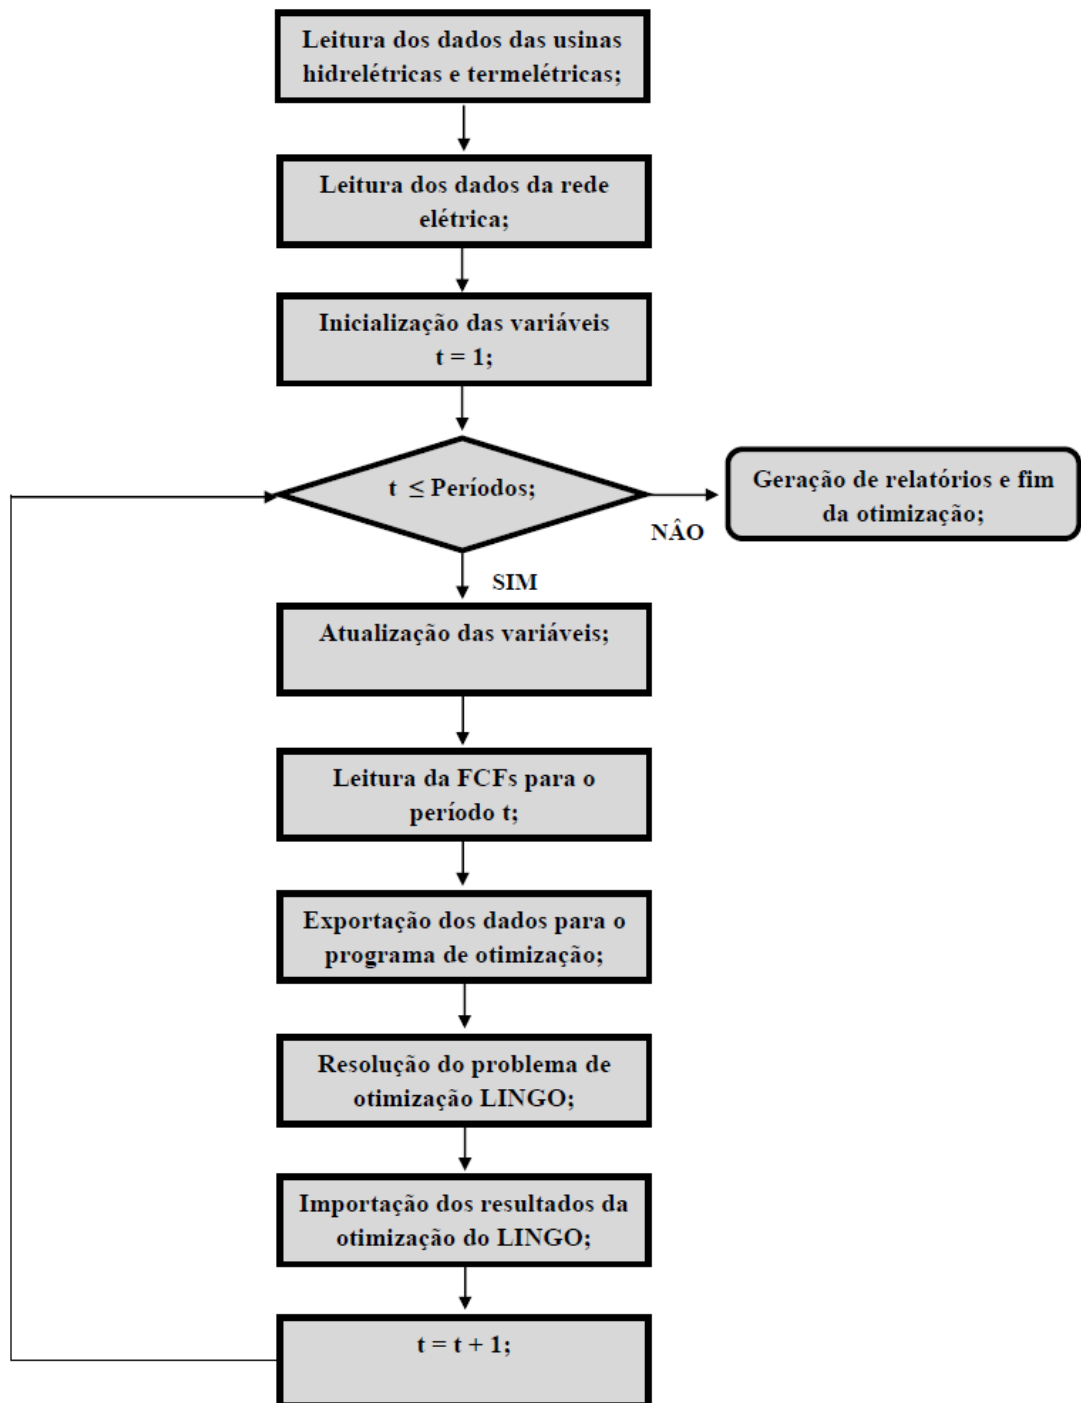 Leitura dos dados das usinas
hidrelétricas e termelétricas;
Leitura dos dados da rede
elétrica;
Inicialização das variáveis
t = 1;
t ≤ Períodos;
Geração de relatórios e fim
da otimização;
NÂO
SIM
Atualização das variáveis;
Leitura da FCFs para o
período t;
Exportação dos dados para o
programa de otimização;
Resolução do problema de
otimização LINGO;
Importação dos resultados da
otimização do LINGO;
t = t + 1;